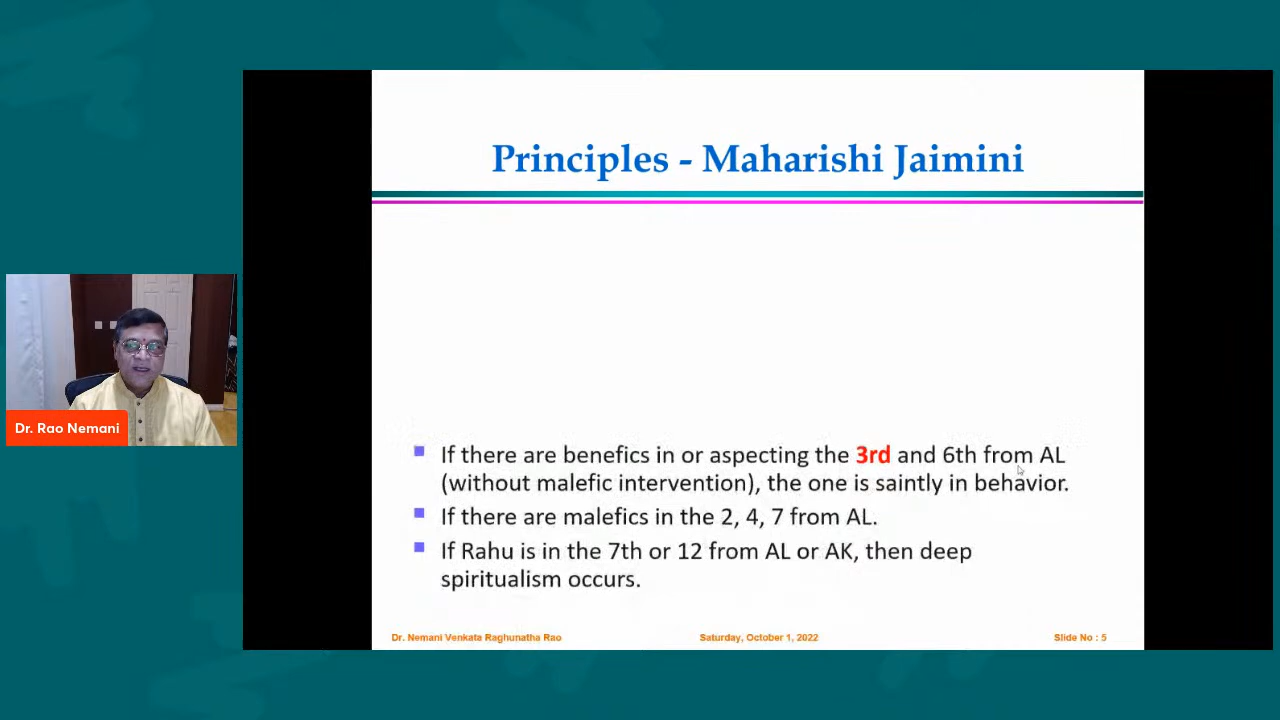 Principles - Maharishi Jaimini
Dr. Rao Nemani
If there are benefics in or aspecting the 3rd and 6th from AL
(without malefic intervention), the one is saintly in behavior.
If there are malefics in the 2, 4, 7 from AL.
If Rahu is in the 7th or 12 from AL or AK, then deep
spiritualism occurs.
Dr. Nemani Venkata Raghunatha Rao
Saturday, October 1, 2022
Slide No : 5